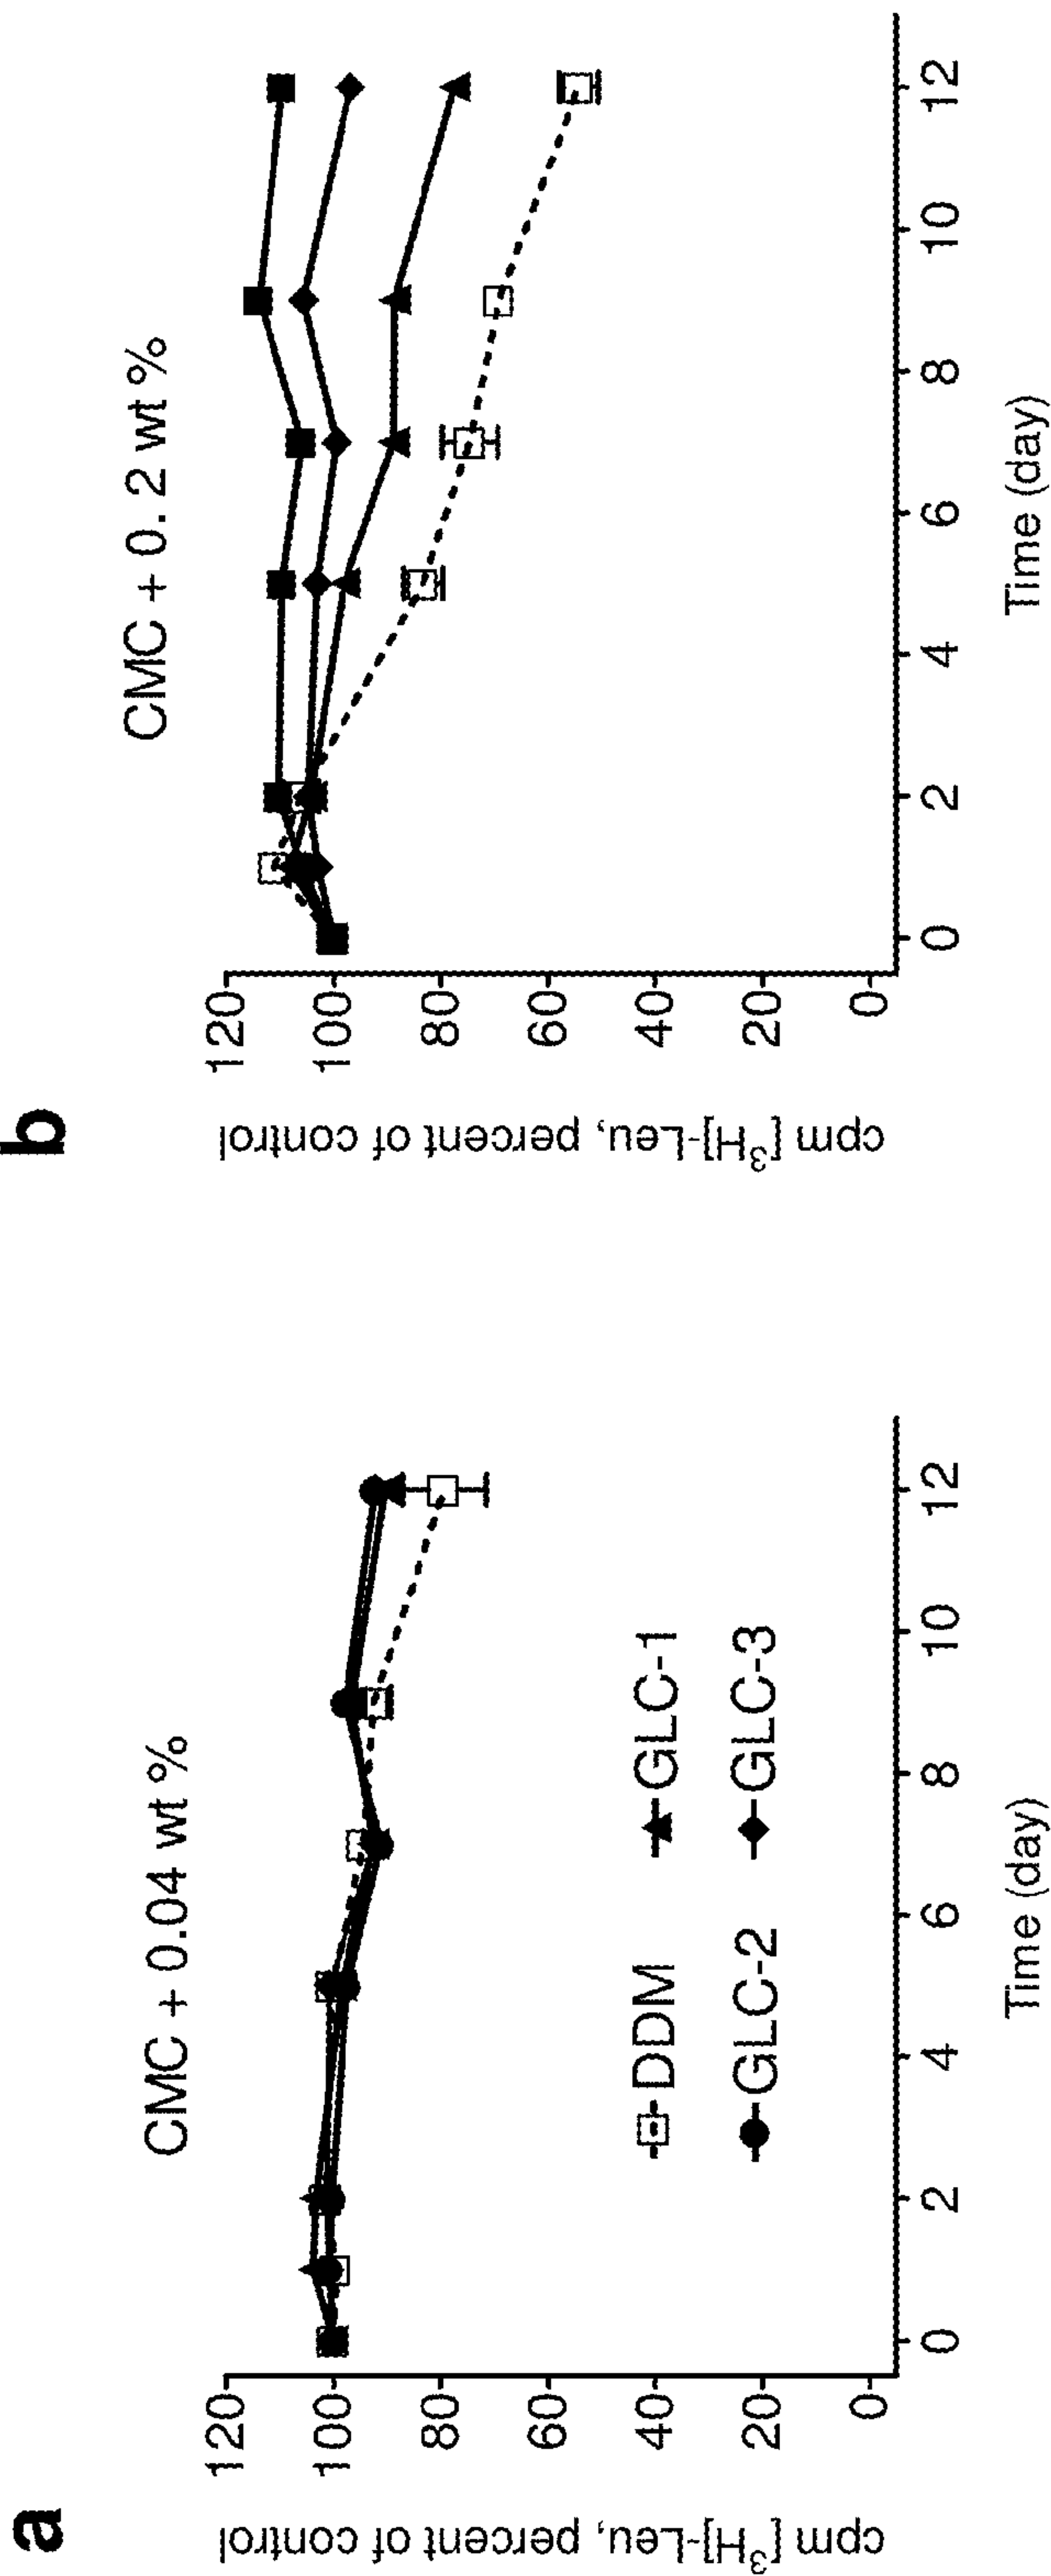 a
CMC + 0.04 wt %
cpm [³H]-Leu, percent of control
120
100
80
60
40
20
0
DDM
GLC-1
GLC-2
GLC-3
0 2 4 6 8 10 12
Time (day)
b
CMC + 0.2 wt %
cpm [³H]-Leu, percent of control
120
100
80
60
40
20
0
0 2 4 6 8 10 12
Time (day)